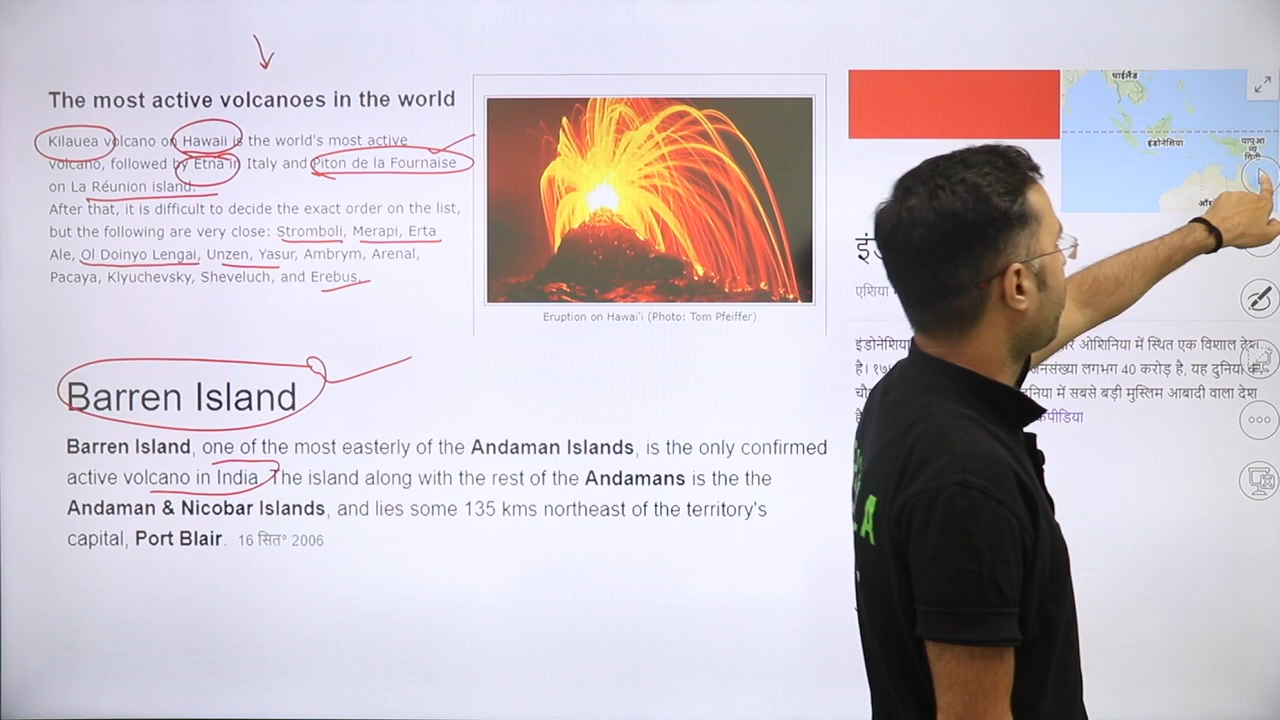 The most active volcanoes in the world
Kilauea volcano on Hawaii is the world's most active
volcano, followed by Etna in Italy and Piton de la Fournaise
on La Réunion island.
After that, it is difficult to decide the exact order on the list,
but the following are very close: Stromboli, Merapi, Erta
Ale, Ol Doinyo Lengai, Unzen, Yasur, Ambrym, Arenal,
Pacaya, Klyuchevsky, Sheveluch, and Erebus.
Eruption on Hawai'i (Photo: Tom Pfeiffer)
Barren Island
Barren Island, one of the most easterly of the Andaman Islands, is the only confirmed
active volcano in India. The island along with the rest of the Andamans is the the
Andaman & Nicobar Islands, and lies some 135 kms northeast of the territory's
capital, Port Blair. 16 सित॰ 2006
थाईलैंड
इंडोनेशिया
पापुआ
न्यू
गिनी
एशिया
इंडोनेशिया ओशिनिया में स्थित एक विशाल देश
है। जनसंख्या लगभग 40 करोड़ है, यह दुनिया
दुनिया में सबसे बड़ी मुस्लिम आबादी वाला देश
A